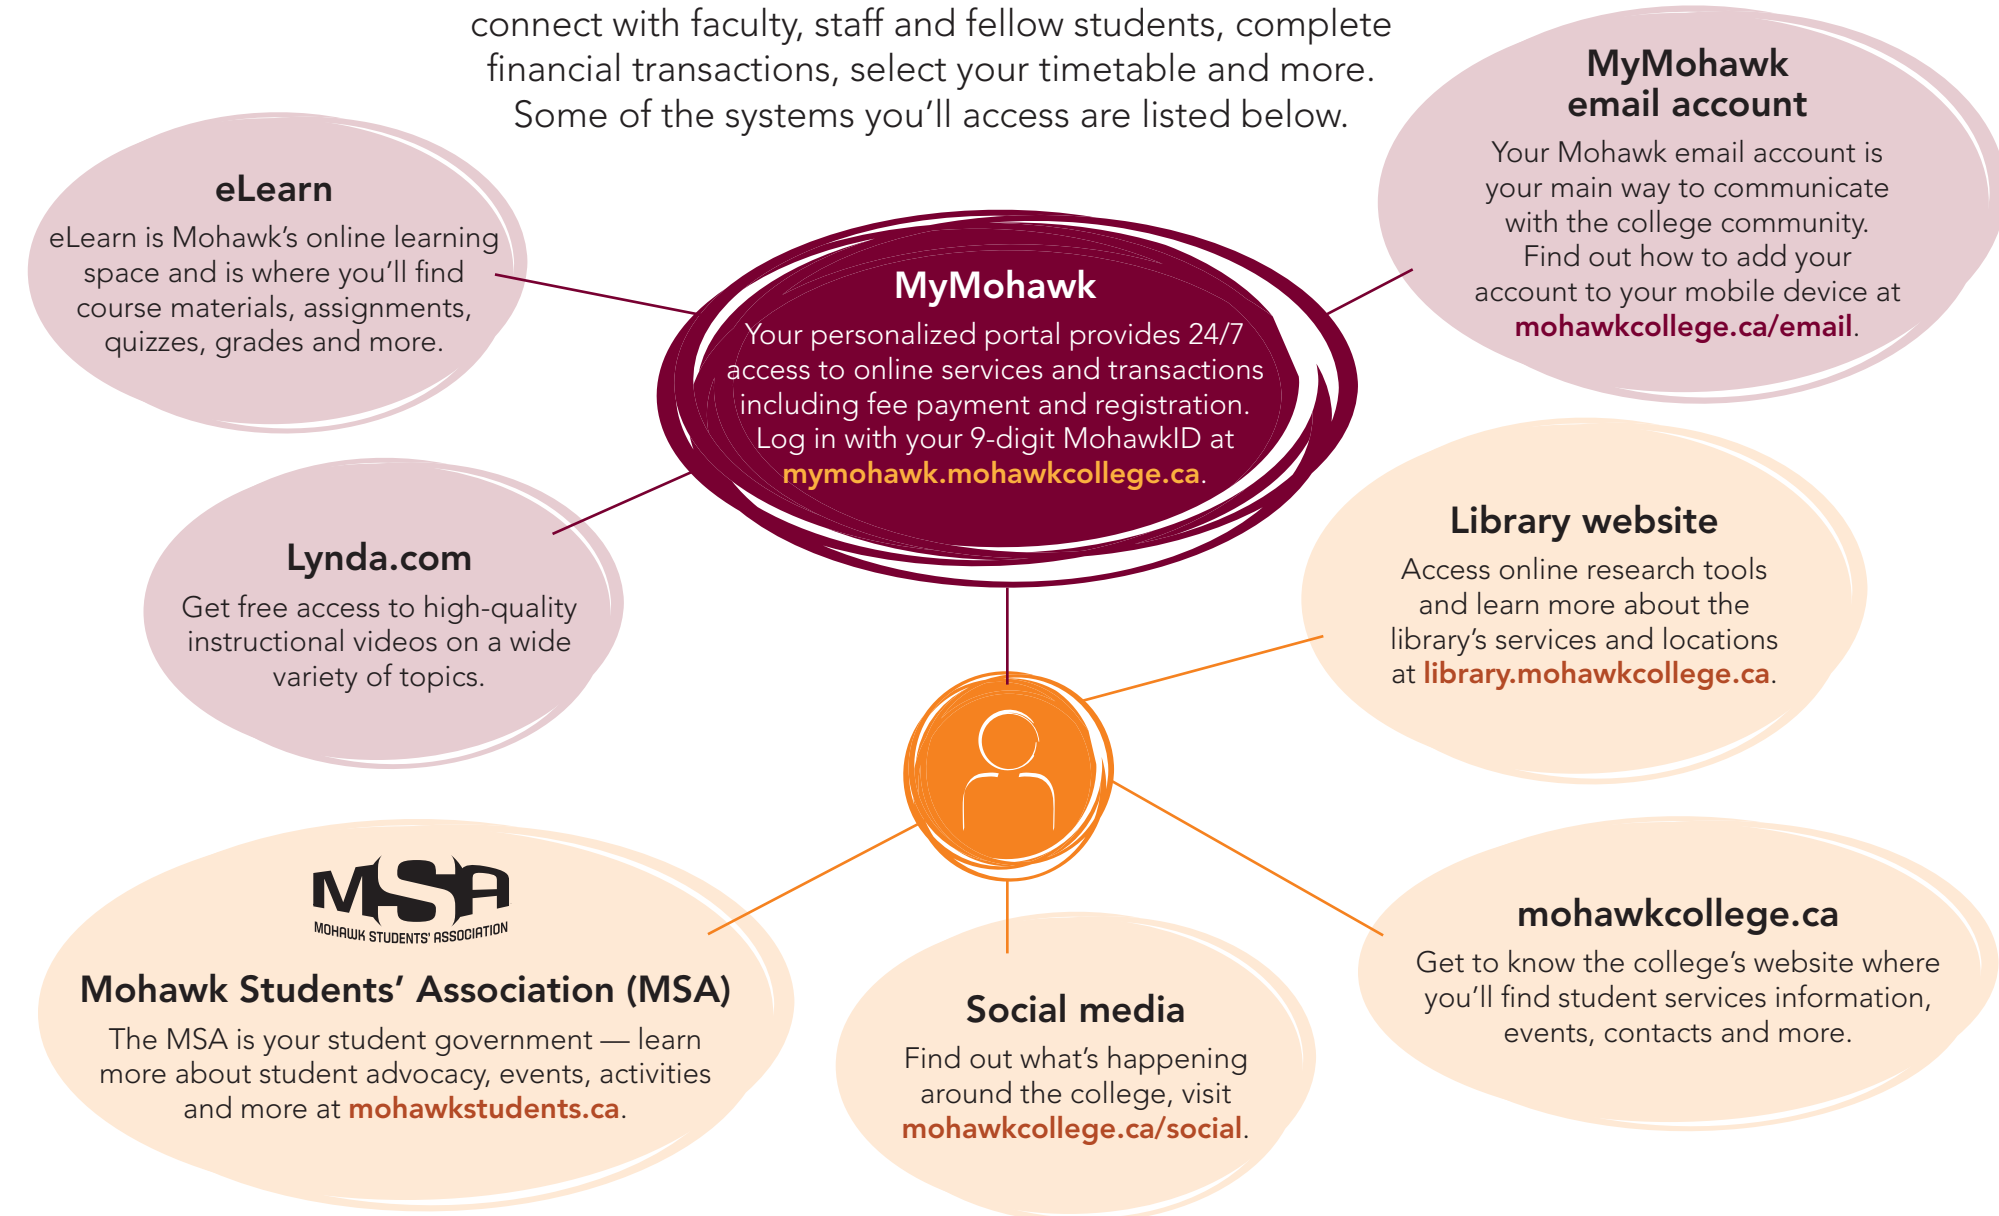 connect with faculty, staff and fellow students, complete
financial transactions, select your timetable and more.
Some of the systems you'll access are listed below.
MyMohawk
email account
Your Mohawk email account is
your main way to communicate
with the college community.
Find out how to add your
account to your mobile device at
mohawkcollege.ca/email.
eLearn
eLearn is Mohawk's online learning
space and is where you'll find
course materials, assignments,
quizzes, grades and more.
MyMohawk
Your personalized portal provides 24/7
access to online services and transactions
including fee payment and registration.
Log in with your 9-digit MohawkID at
mymohawk.mohawkcollege.ca.
Lynda.com
Get free access to high-quality
instructional videos on a wide
variety of topics.
Library website
Access online research tools
and learn more about the
library's services and locations
at library.mohawkcollege.ca.
MSA
MOHAWK STUDENTS' ASSOCIATION
Mohawk Students' Association (MSA)
The MSA is your student government — learn
more about student advocacy, events, activities
and more at mohawkstudents.ca.
Social media
Find out what's happening
around the college, visit
mohawkcollege.ca/social.
mohawkcollege.ca
Get to know the college's website where
you'll find student services information,
events, contacts and more.